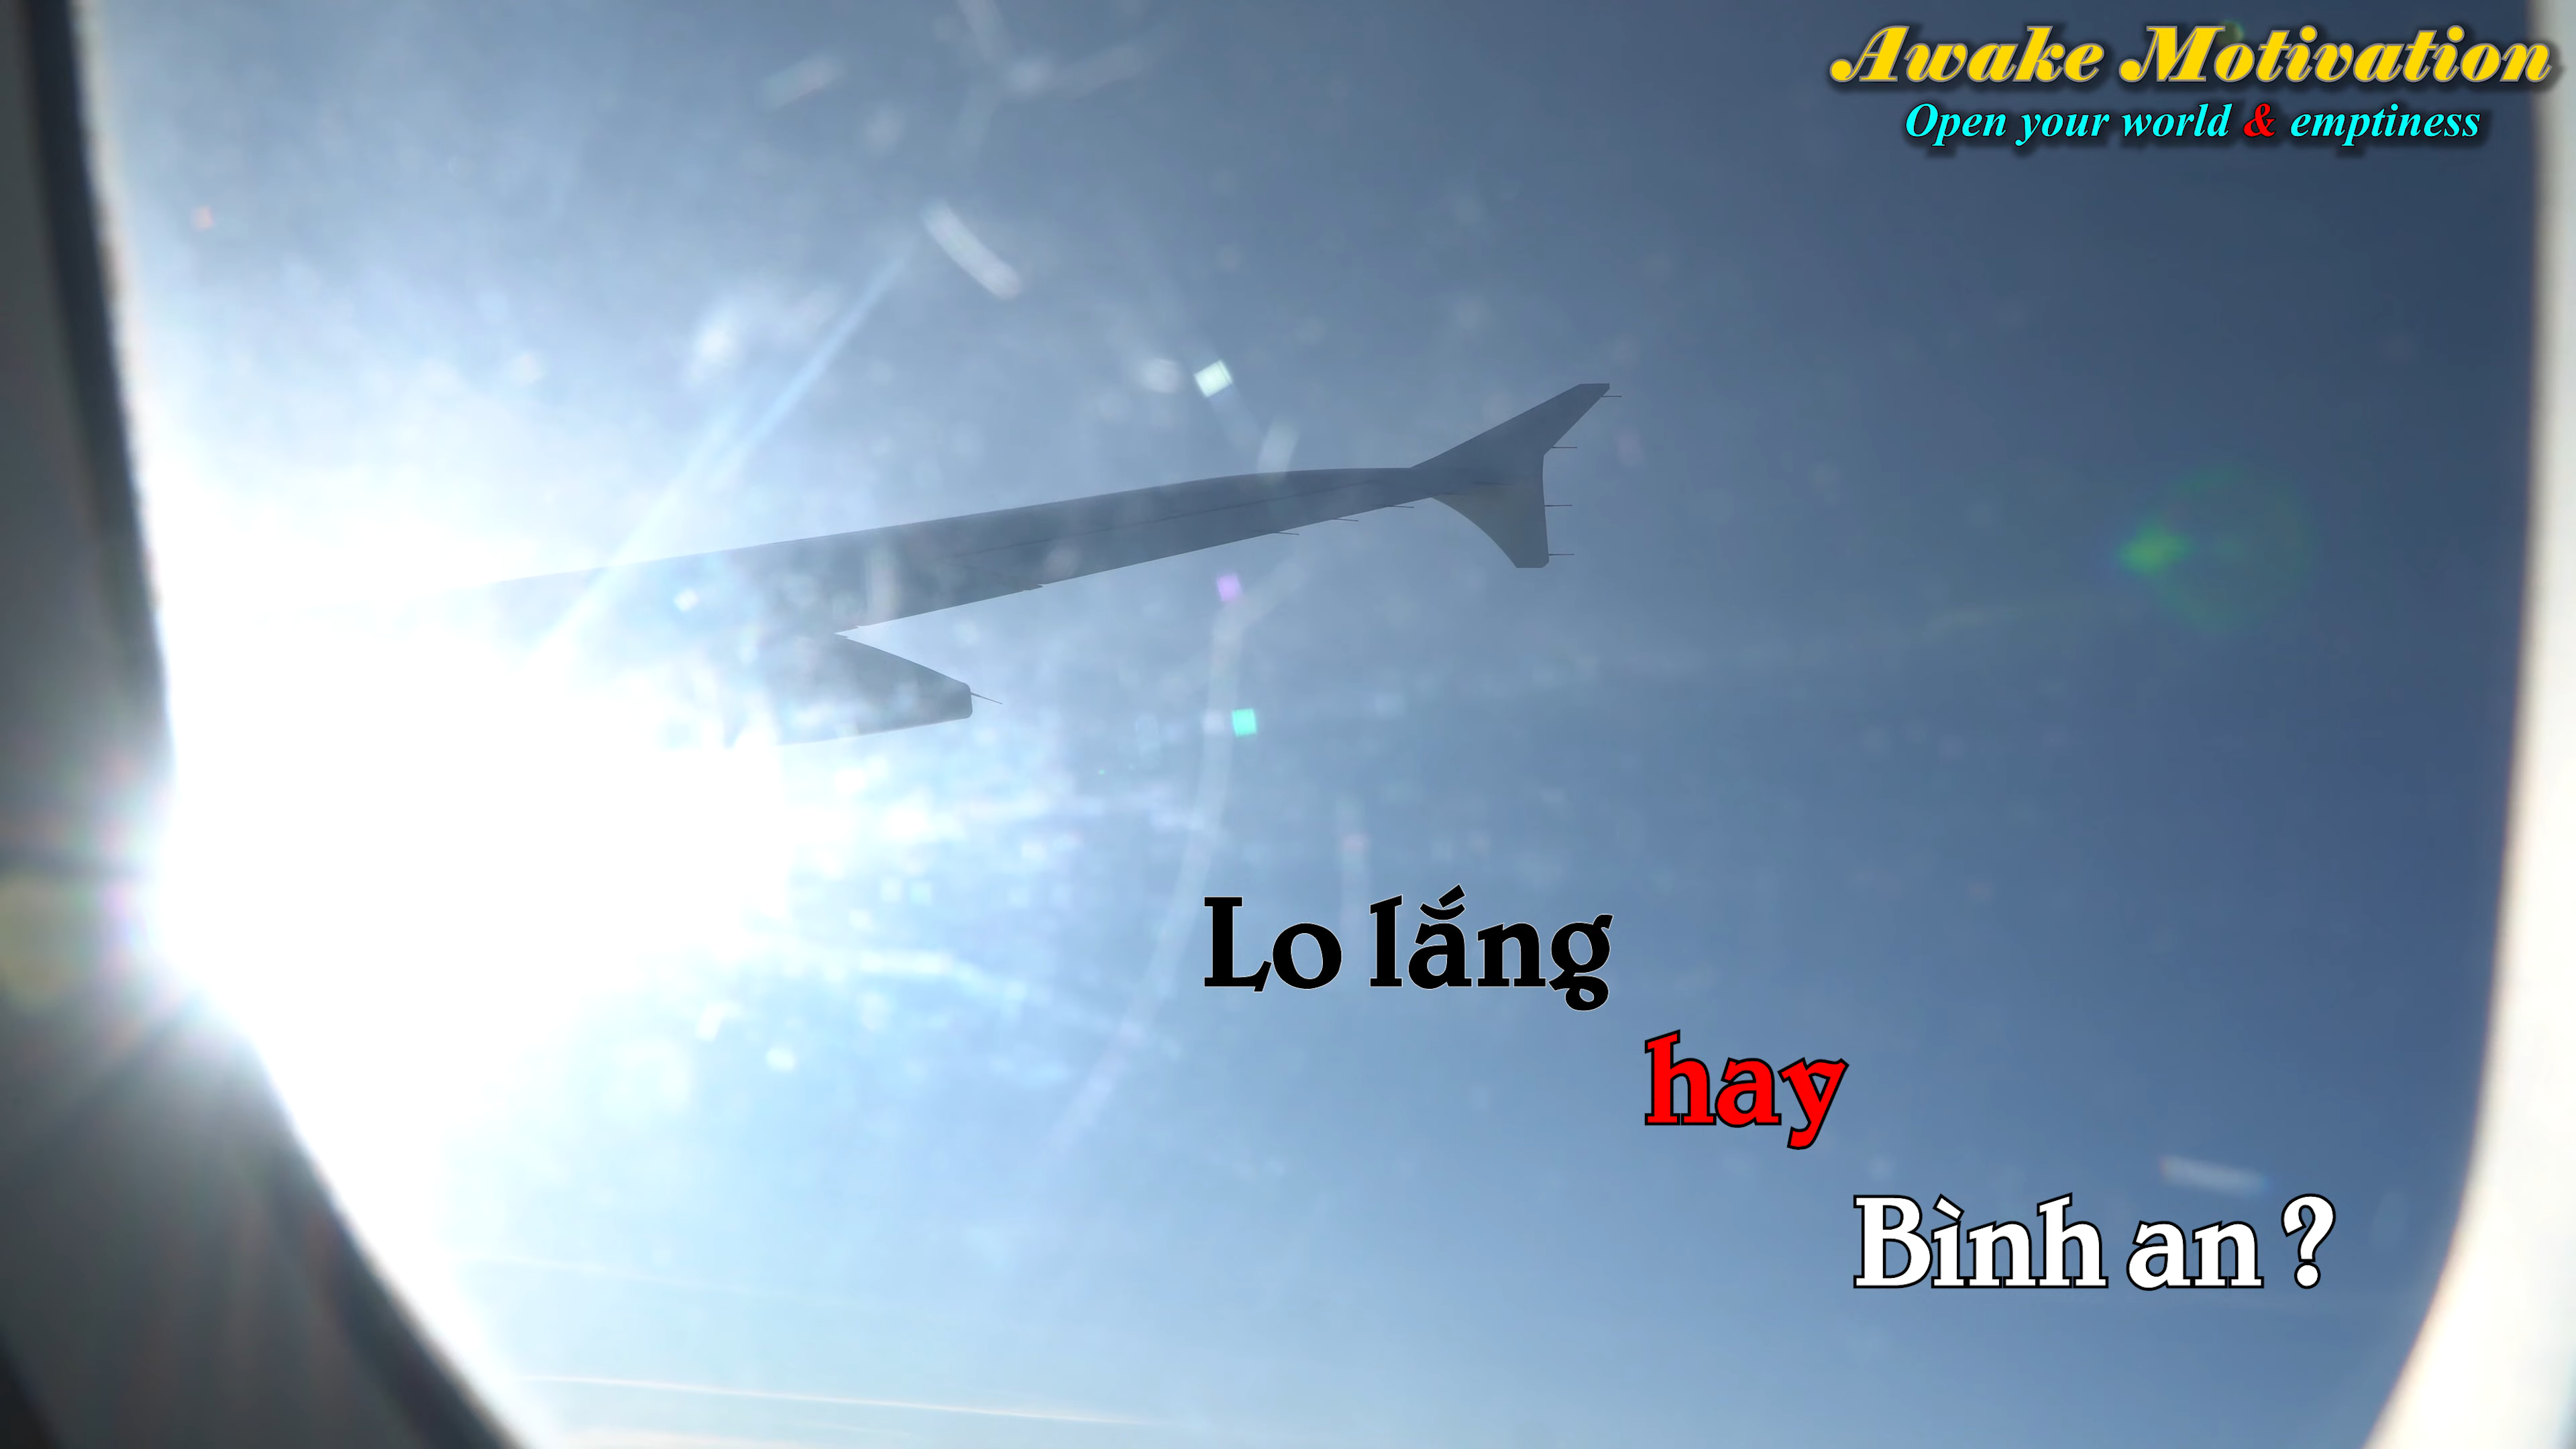 Awake Motivation
Open your world & emptiness
Lo lắng
hay
Bình an ?